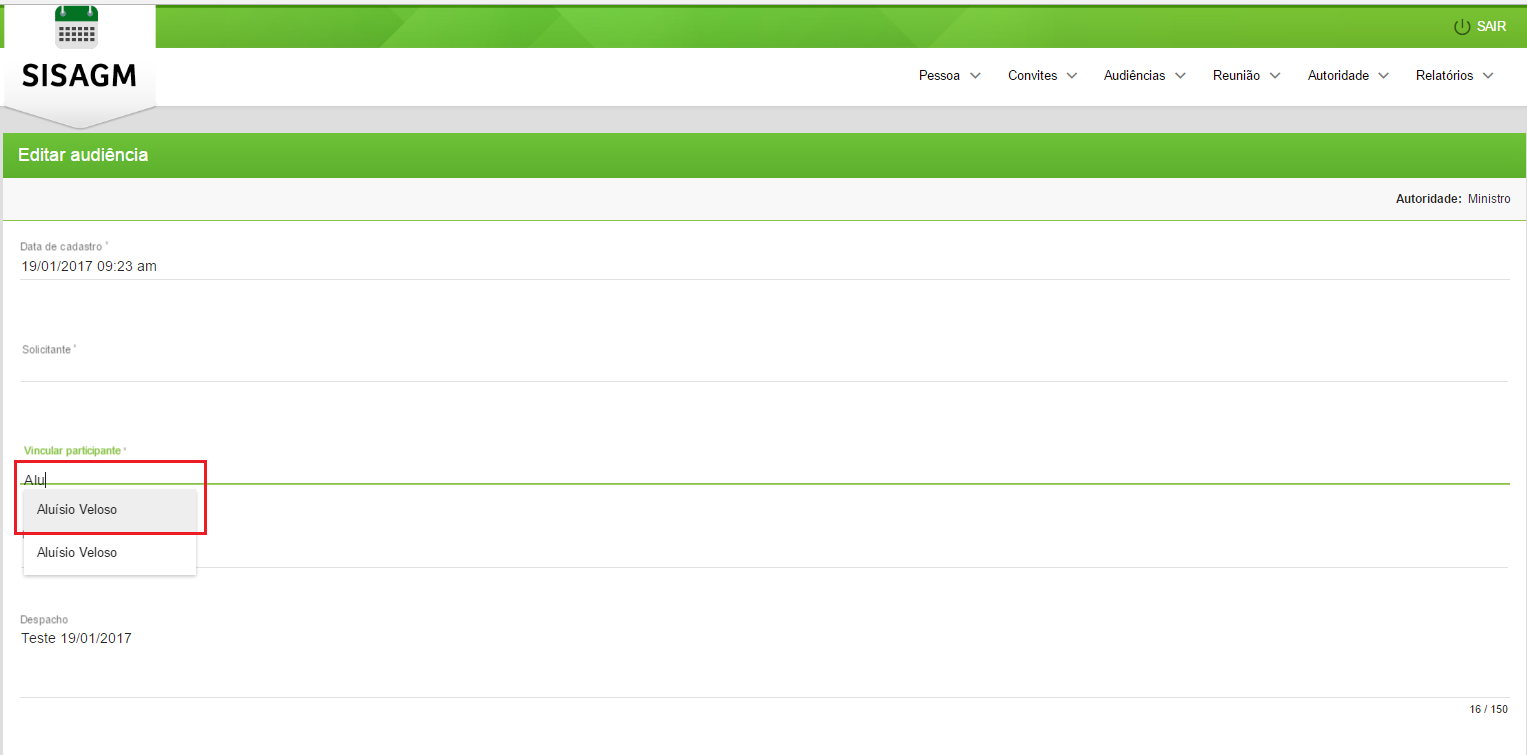 SAIR
SISAGM
Pessoa Convites Audiências Reunião Autoridade Relatórios
Editar audiência
Autoridade: Ministro
Data de cadastro *
19/01/2017 09:23 am
Solicitante *
Vincular participante *
Alu
Aluísio Veloso
Aluísio Veloso
Despacho
Teste 19/01/2017
16 / 150